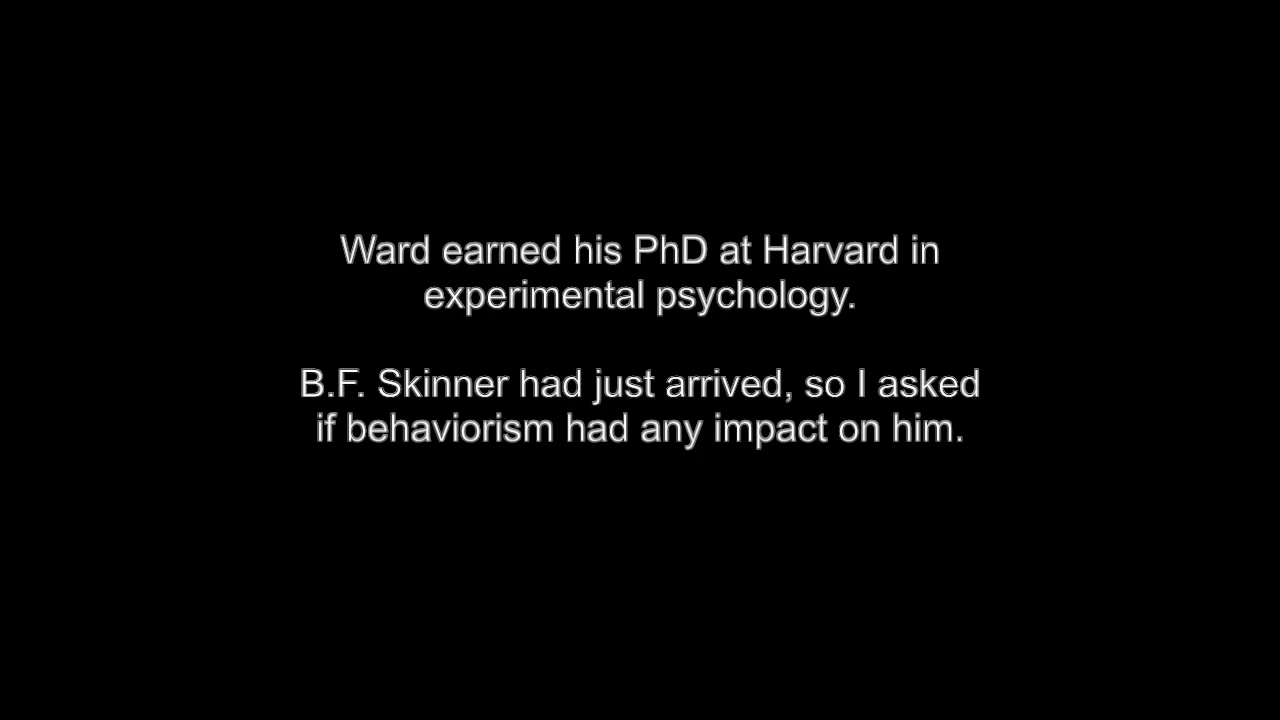 Ward earned his PhD at Harvard in
experimental psychology.
B.F. Skinner had just arrived, so I asked
if behaviorism had any impact on him.